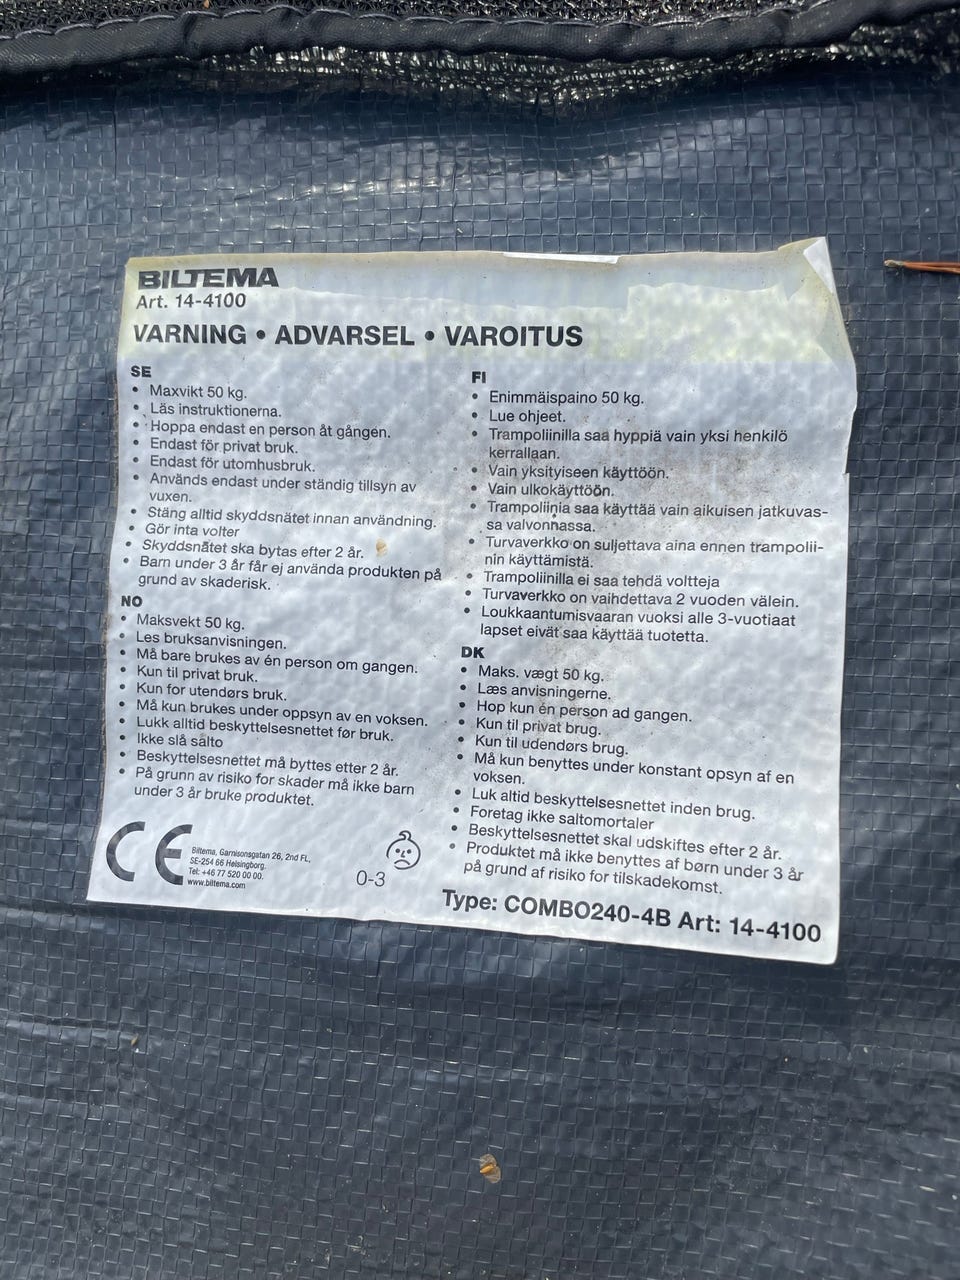 BILTEMA
Art. 14-4100
VARNING • ADVARSEL • VAROITUS
SE
• Maxvikt 50 kg.
• Läs instruktionerna.
• Hoppa endast en person åt gången.
• Endast för privat bruk.
• Endast för utomhusbruk.
• Används endast under ständig tillsyn av
vuxen.
• Stäng alltid skyddsnätet innan användning.
• Gör inta volter
• Skyddsnätet ska bytas efter 2 år.
• Barn under 3 år får ej använda produkten på
grund av skaderisk.
NO
• Maksvekt 50 kg.
• Les bruksanvisningen.
• Må bare brukes av én person om gangen.
• Kun til privat bruk.
• Kun for utendørs bruk.
• Må kun brukes under oppsyn av en voksen.
• Lukk alltid beskyttelsesnettet før bruk.
• Ikke slå salto
• Beskyttelsesnettet må byttes etter 2 år.
• På grunn av risiko for skader må ikke barn
under 3 år bruke produktet.
FI
• Enimmäispaino 50 kg.
• Lue ohjeet.
• Trampoliinilla saa hyppiä vain yksi henkilö
kerrallaan.
• Vain yksityiseen käyttöön.
• Vain ulkokäyttöön.
• Trampoliinia saa käyttää vain aikuisen jatkuvas-
sa valvonnassa.
• Turvaverkko on suljettava aina ennen trampolii-
nin käyttämistä.
• Trampoliinilla ei saa tehdä voltteja
• Turvaverkko on vaihdettava 2 vuoden välein.
• Loukkaantumisvaaran vuoksi alle 3-vuotiaat
lapset eivät saa käyttää tuotetta.
DK
• Maks. vægt 50 kg.
• Læs anvisningerne.
• Hop kun én person ad gangen.
• Kun til privat brug.
• Kun til udendørs brug.
• Må kun benyttes under konstant opsyn af en
voksen.
• Luk altid beskyttelsesnettet inden brug.
• Foretag ikke saltomortaler
• Beskyttelsesnettet skal udskiftes efter 2 år.
• Produktet må ikke benyttes af børn under 3 år
på grund af risiko for tilskadekomst.
CE
Biltema, Garnisonsgatan 26, 2nd FL,
SE-254 66 Helsingborg.
Tel: +46 77 520 00 00.
www.biltema.com
0-3
Type: COMBO240-4B Art: 14-4100